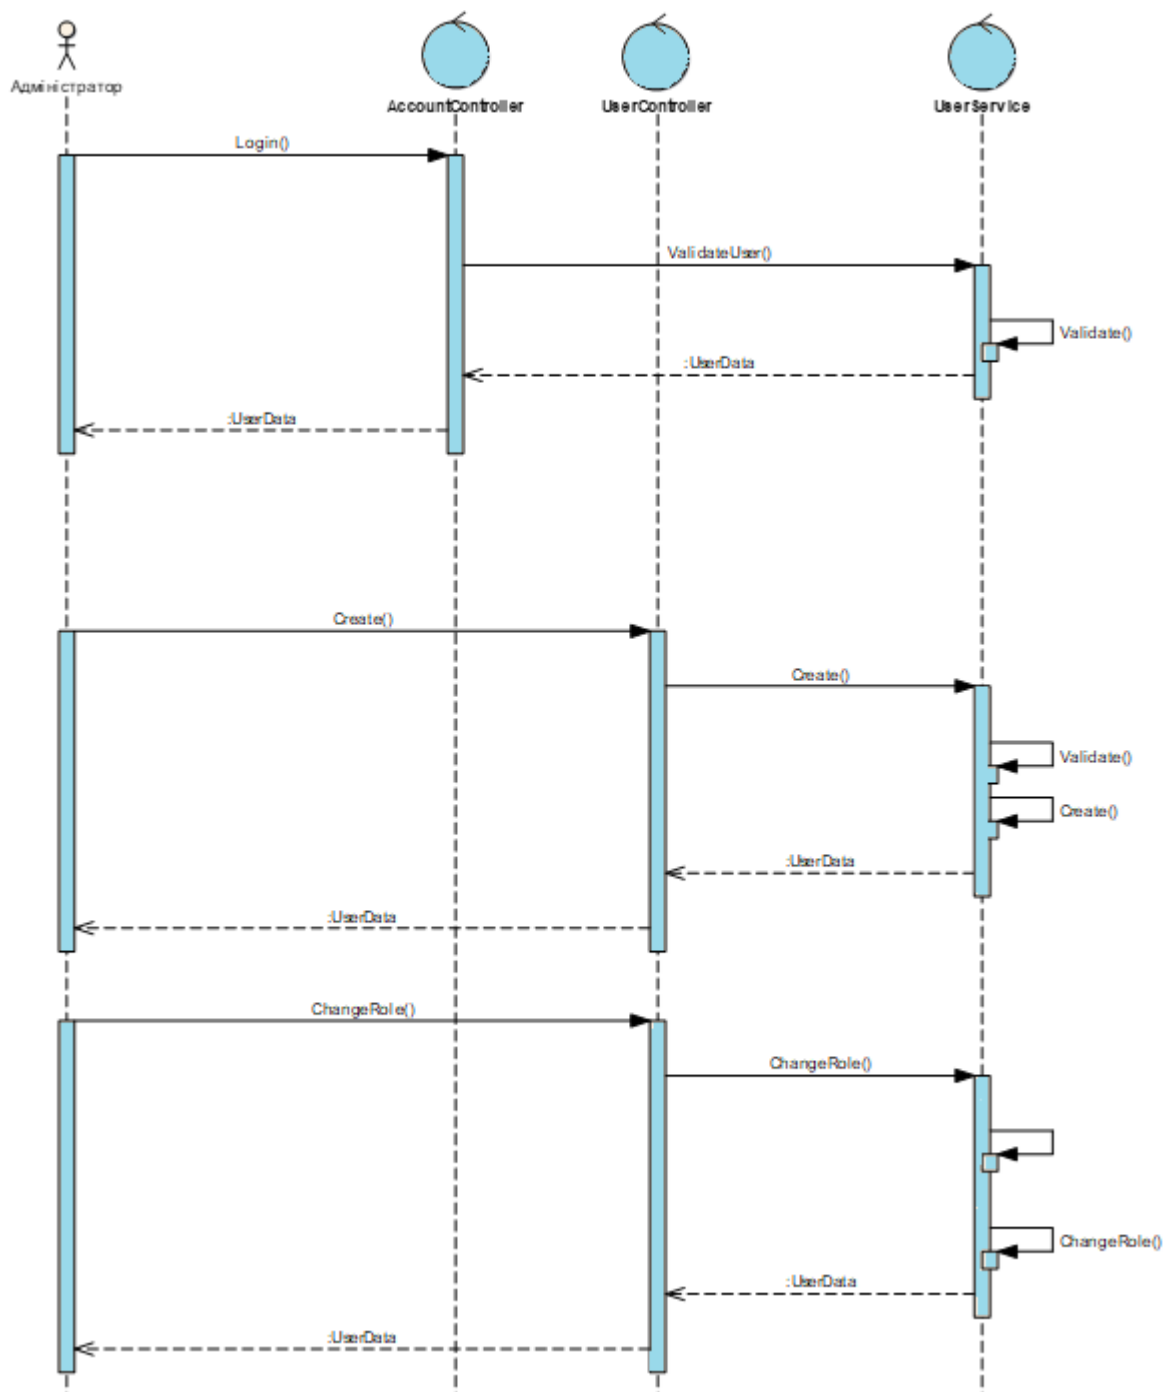 Адміністратор
AccountController
UserController
UserService
Login()
ValidateUser()
Validate()
:UserData
:UserData
Create()
Create()
Validate()
Create()
:UserData
:UserData
ChangeRole()
ChangeRole()
ChangeRole()
:UserData
:UserData